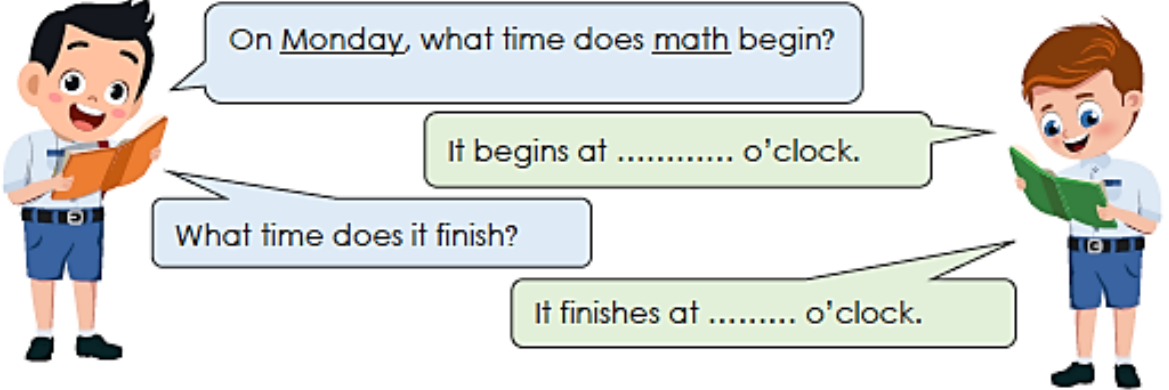 On Monday, what time does math begin?
It begins at ............ o'clock.
What time does it finish?
It finishes at ......... o'clock.